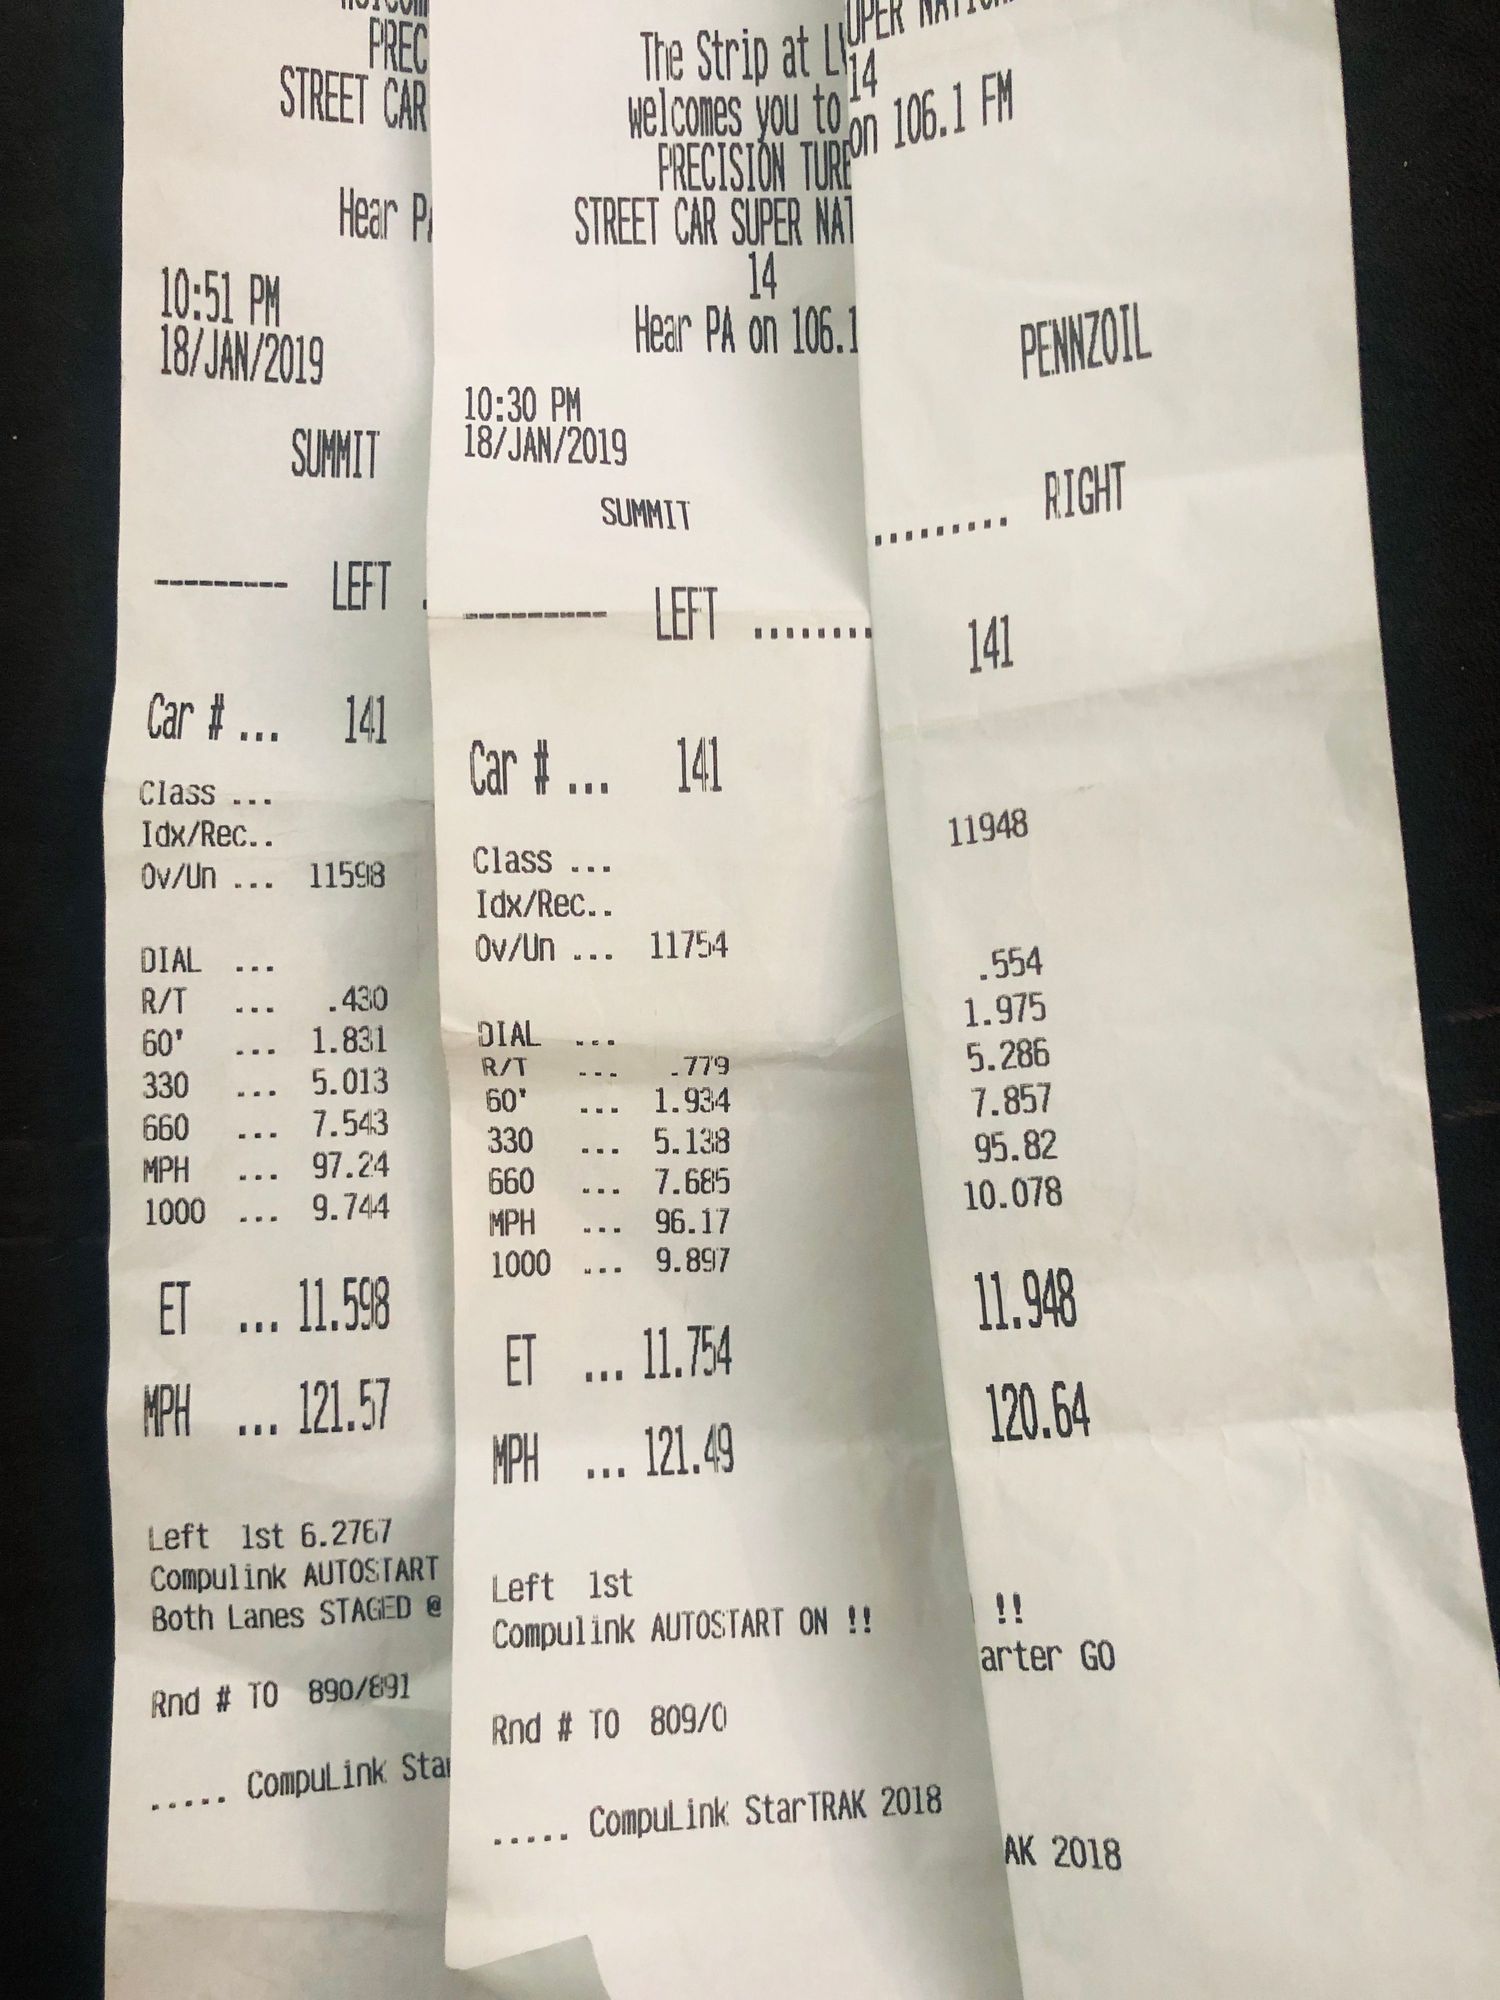 PREC
STREET CAR
Hear PA
10:51 PM
18/JAN/2019
SUMMIT
--------- LEFT .
Car # ... 141
Class ...
Idx/Rec..
Ov/Un ... 11598
DIAL ...
R/T ... .430
60' ... 1.831
330 ... 5.013
660 ... 7.543
MPH ... 97.24
1000 ... 9.744
ET ... 11.598
MPH ... 121.57
Left 1st 6.2767
Compulink AUTOSTART
Both Lanes STAGED @
Rnd # TO 890/891
..... CompuLink Star
The Strip at LV
welcomes you to
PRECISION TURB
STREET CAR SUPER NAT
14
Hear PA on 106.1
10:30 PM
18/JAN/2019
SUMMIT
--------- LEFT ........
Car # ... 141
Class ...
Idx/Rec..
Ov/Un ... 11754
DIAL ...
R/T ... .779
60' ... 1.934
330 ... 5.138
660 ... 7.685
MPH ... 96.17
1000 ... 9.897
ET ... 11.754
MPH ... 121.49
Left 1st
Compulink AUTOSTART ON !!
Rnd # TO 809/0
..... CompuLink StarTRAK 2018
UPER NATION
14
on 106.1 FM
PENNZOIL
......... RIGHT
141
11948
.554
1.975
5.286
7.857
95.82
10.078
11.948
120.64
!!
arter GO
AK 2018